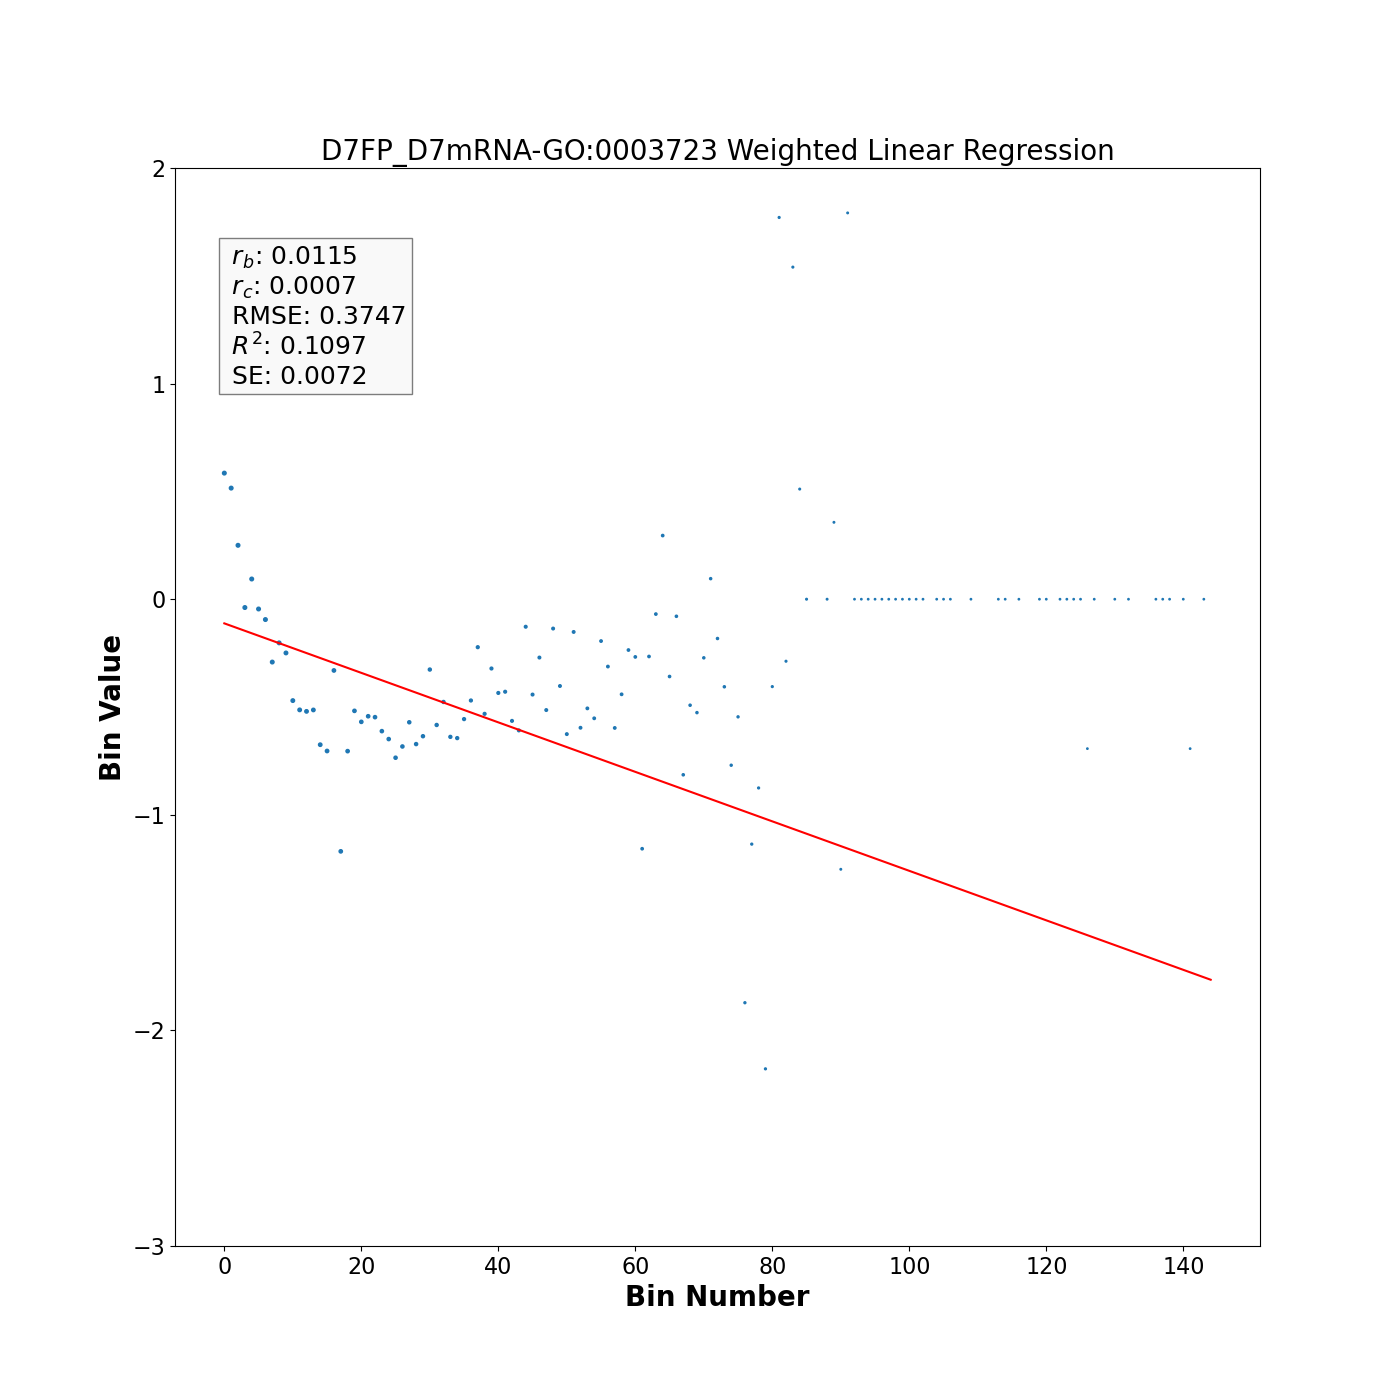 D7FP_D7mRNA-GO:0003723 Weighted Linear Regression
2
r_b: 0.0115
r_c: 0.0007
RMSE: 0.3747
R²: 0.1097
SE: 0.0072
1
0
−1
−2
−3
Bin Value
0 20 40 60 80 100 120 140
Bin Number